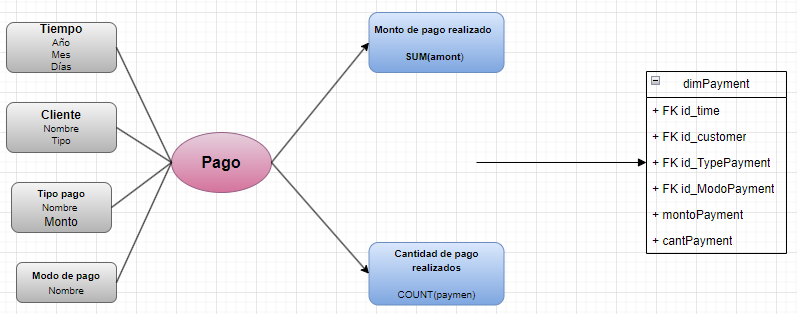 Tiempo
Año
Mes
Días
Cliente
Nombre
Tipo
Tipo pago
Nombre
Monto
Modo de pago
Nombre
Pago
Monto de pago realizado
SUM(amont)
Cantidad de pago
realizados
COUNT(paymen)
dimPayment
+ FK id_time
+ FK id_customer
+ FK id_TypePayment
+ FK id_ModoPayment
+ montoPayment
+ cantPayment